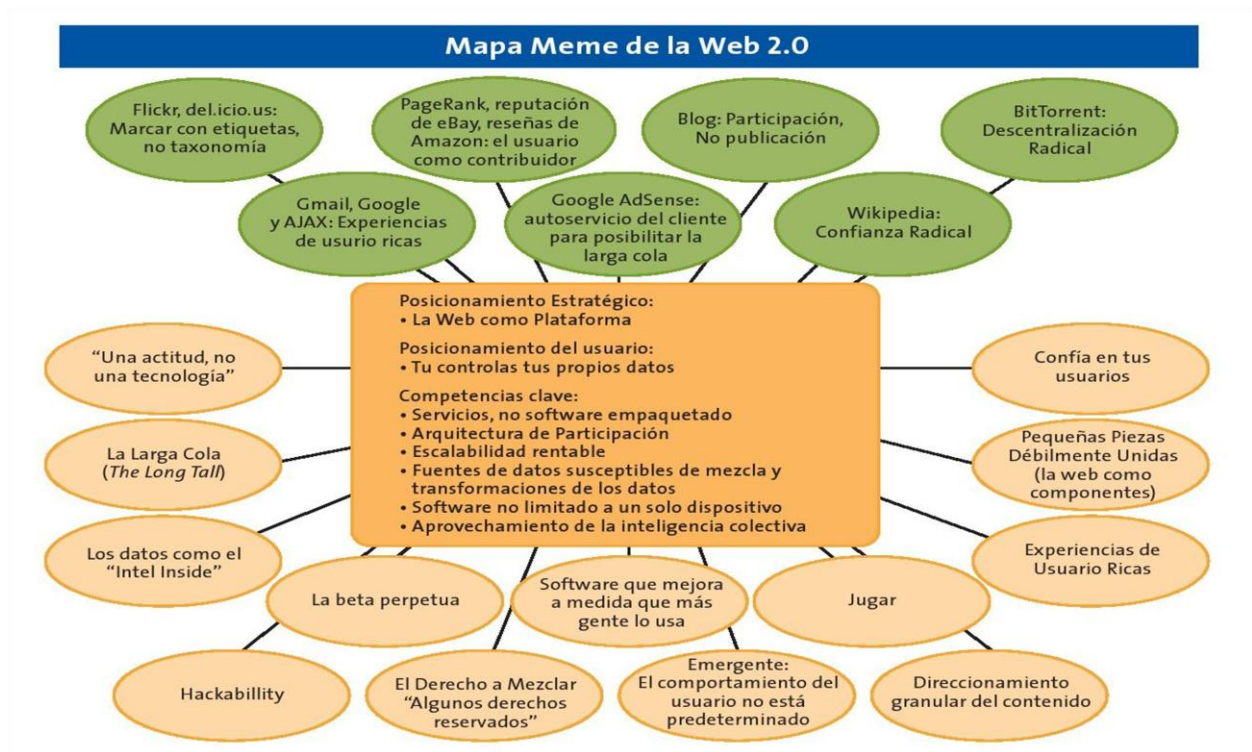 Mapa Meme de la Web 2.0
Flickr, del.icio.us:
Marcar con etiquetas,
no taxonomía
PageRank, reputación
de eBay, reseñas de
Amazon: el usuario
como contribuidor
Blog: Participación,
No publicación
BitTorrent:
Descentralización
Radical
Gmail, Google
y AJAX: Experiencias
de usurio ricas
Google AdSense:
autoservicio del cliente
para posibilitar la
larga cola
Wikipedia:
Confianza Radical
Posicionamiento Estratégico:
• La Web como Plataforma
Posicionamiento del usuario:
• Tu controlas tus propios datos
Competencias clave:
• Servicios, no software empaquetado
• Arquitectura de Participación
• Escalabilidad rentable
• Fuentes de datos susceptibles de mezcla y
transformaciones de los datos
• Software no limitado a un solo dispositivo
• Aprovechamiento de la inteligencia colectiva
“Una actitud, no
una tecnología”
Confía en tus
usuarios
La Larga Cola
(The Long Tall)
Pequeñas Piezas
Débilmente Unidas
(la web como
componentes)
Los datos como el
“Intel Inside”
Experiencias de
Usuario Ricas
La beta perpetua
Software que mejora
a medida que más
gente lo usa
Jugar
Hackabillity
El Derecho a Mezclar
“Algunos derechos
reservados”
Emergente:
El comportamiento del
usuario no está
predeterminado
Direccionamiento
granular del contenido